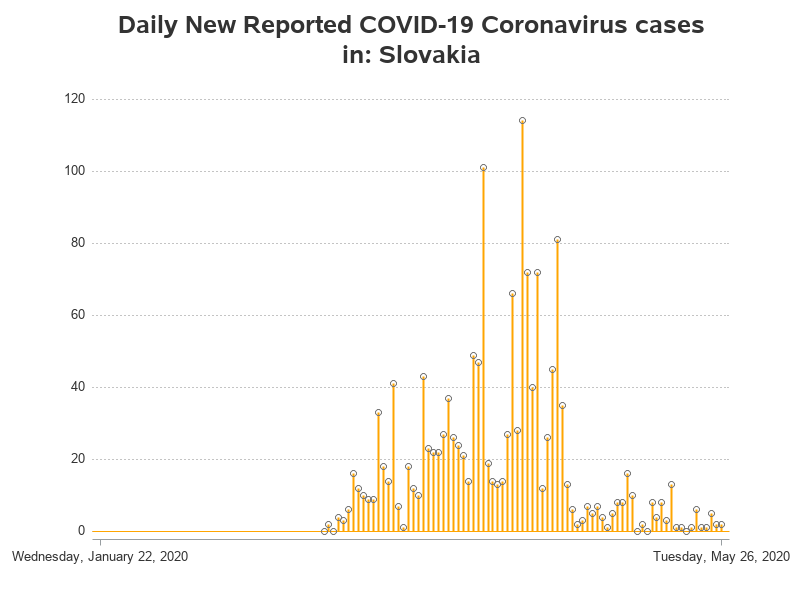 Daily New Reported COVID-19 Coronavirus cases
in: Slovakia
120
100
80
60
40
20
0
Wednesday, January 22, 2020
Tuesday, May 26, 2020